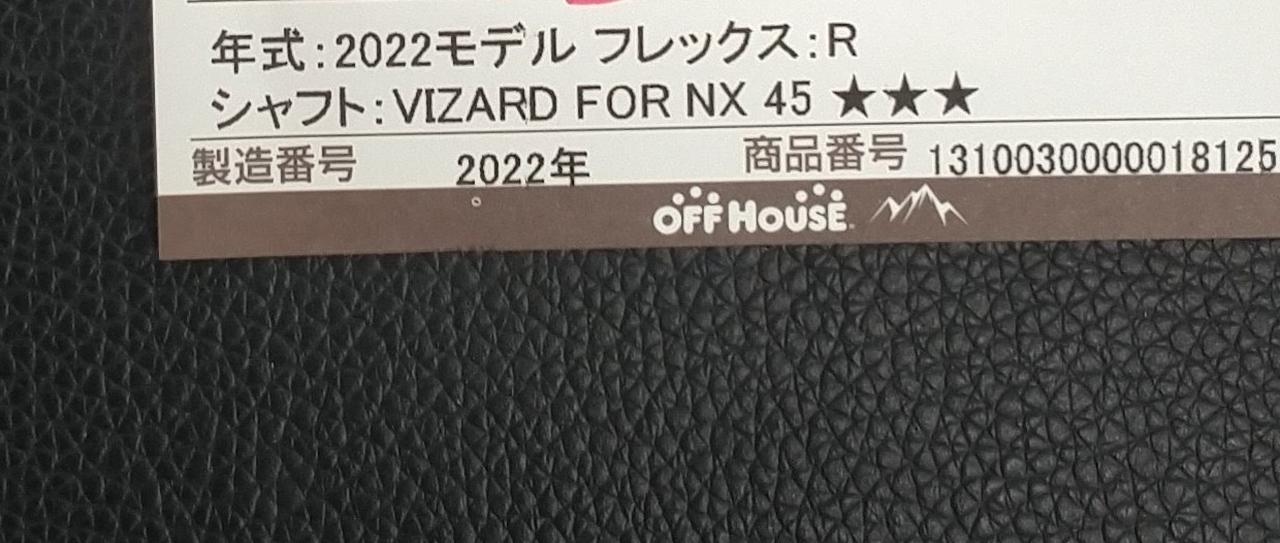 年式:2022モデル フレックス:R
シャフト:VIZARD FOR NX 45 ★★★
製造番号 2022年 商品番号 1310030000018125
OFF HOUSE